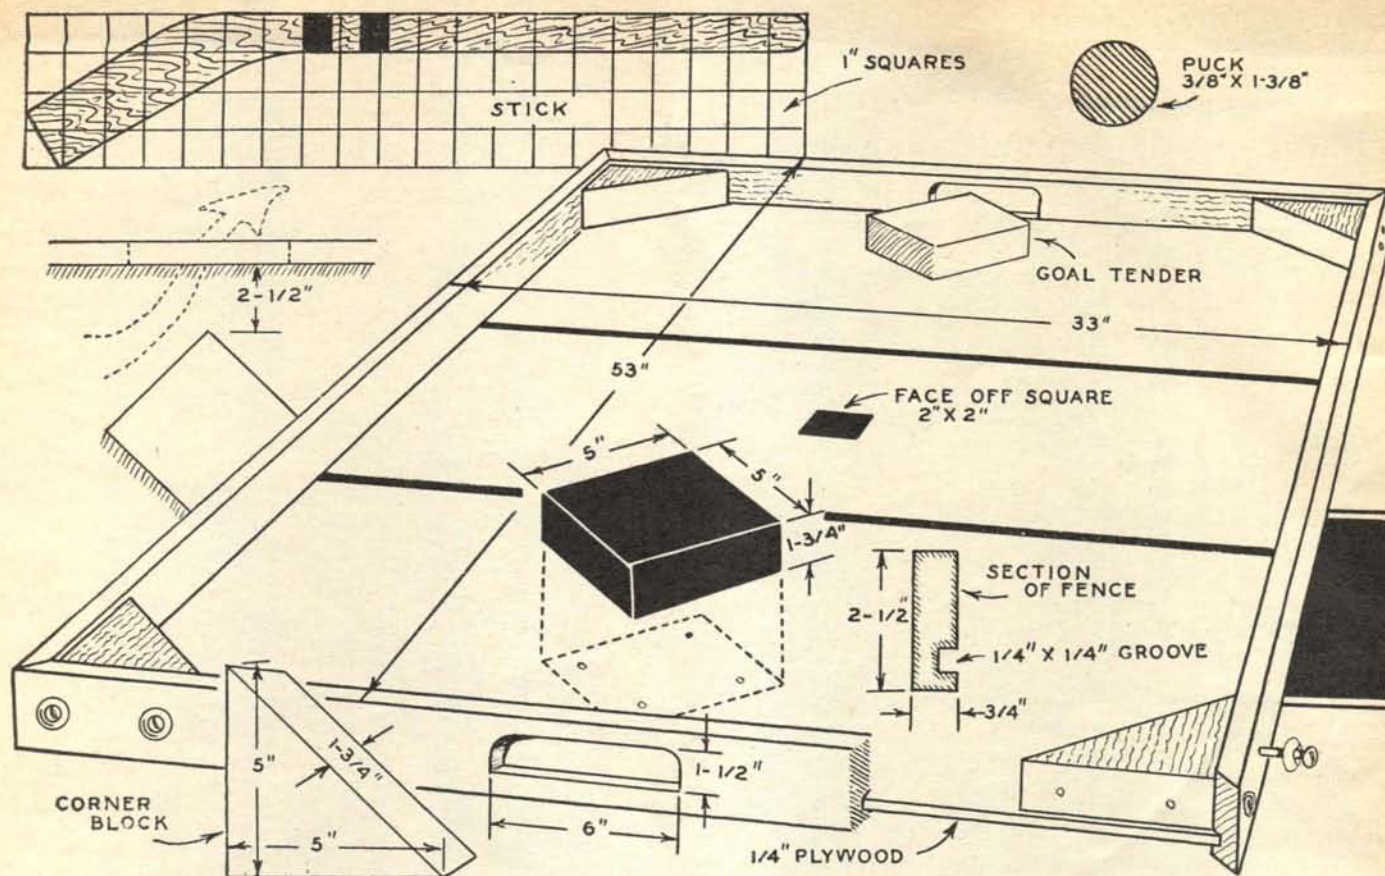 1" SQUARES
STICK
PUCK
3/8" X 1-3/8"
2-1/2"
GOAL TENDER
33"
53"
FACE OFF SQUARE
2" X 2"
5"
5"
1-3/4"
SECTION
OF FENCE
2-1/2"
1/4" X 1/4" GROOVE
3/4"
1-3/4"
5"
5"
CORNER
BLOCK
1-1/2"
6"
1/4" PLYWOOD